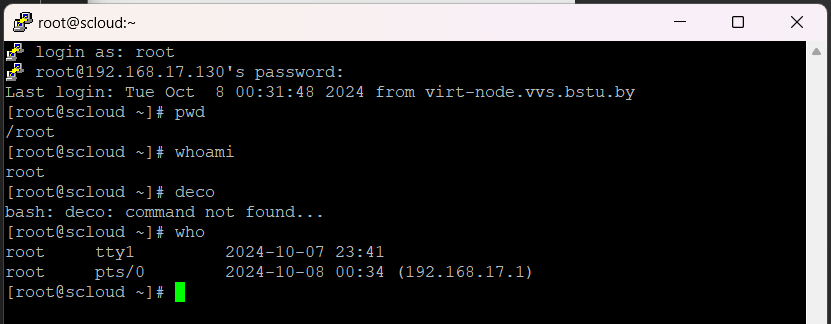 root@scloud:~
login as: root
root@192.168.17.130's password:
Last login: Tue Oct  8 00:31:48 2024 from virt-node.vvs.bstu.by
[root@scloud ~]# pwd
/root
[root@scloud ~]# whoami
root
[root@scloud ~]# deco
bash: deco: command not found...
[root@scloud ~]# who
root     tty1         2024-10-07 23:41
root     pts/0        2024-10-08 00:34 (192.168.17.1)
[root@scloud ~]#